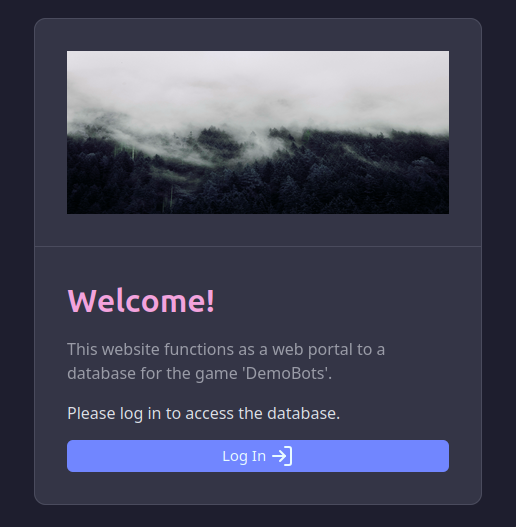 Welcome!
This website functions as a web portal to a
database for the game 'DemoBots'.
Please log in to access the database.
Log In